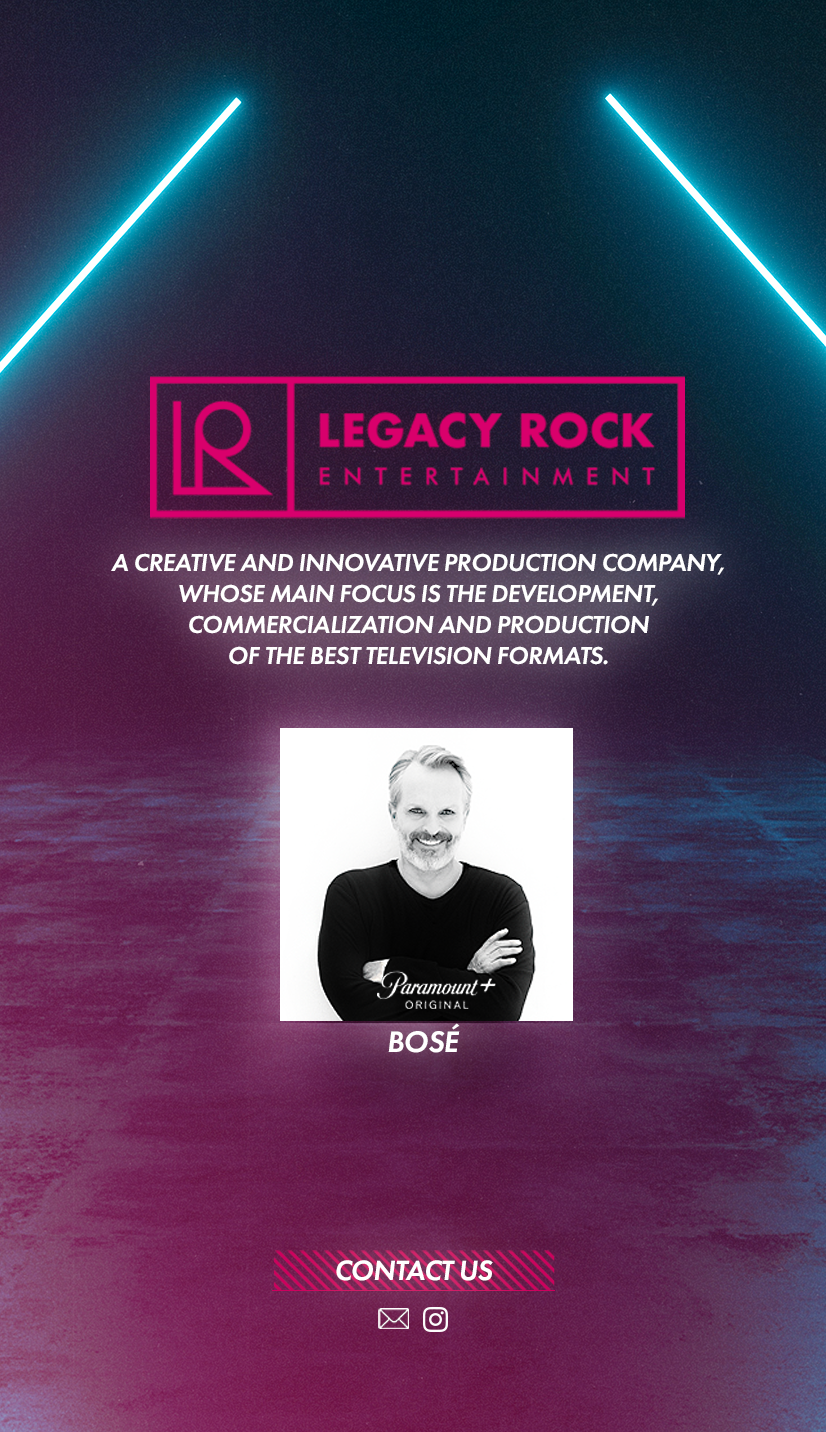 LR
LEGACY ROCK
ENTERTAINMENT
A CREATIVE AND INNOVATIVE PRODUCTION COMPANY,
WHOSE MAIN FOCUS IS THE DEVELOPMENT,
COMMERCIALIZATION AND PRODUCTION
OF THE BEST TELEVISION FORMATS.
Paramount+
ORIGINAL
BOSÉ
CONTACT US